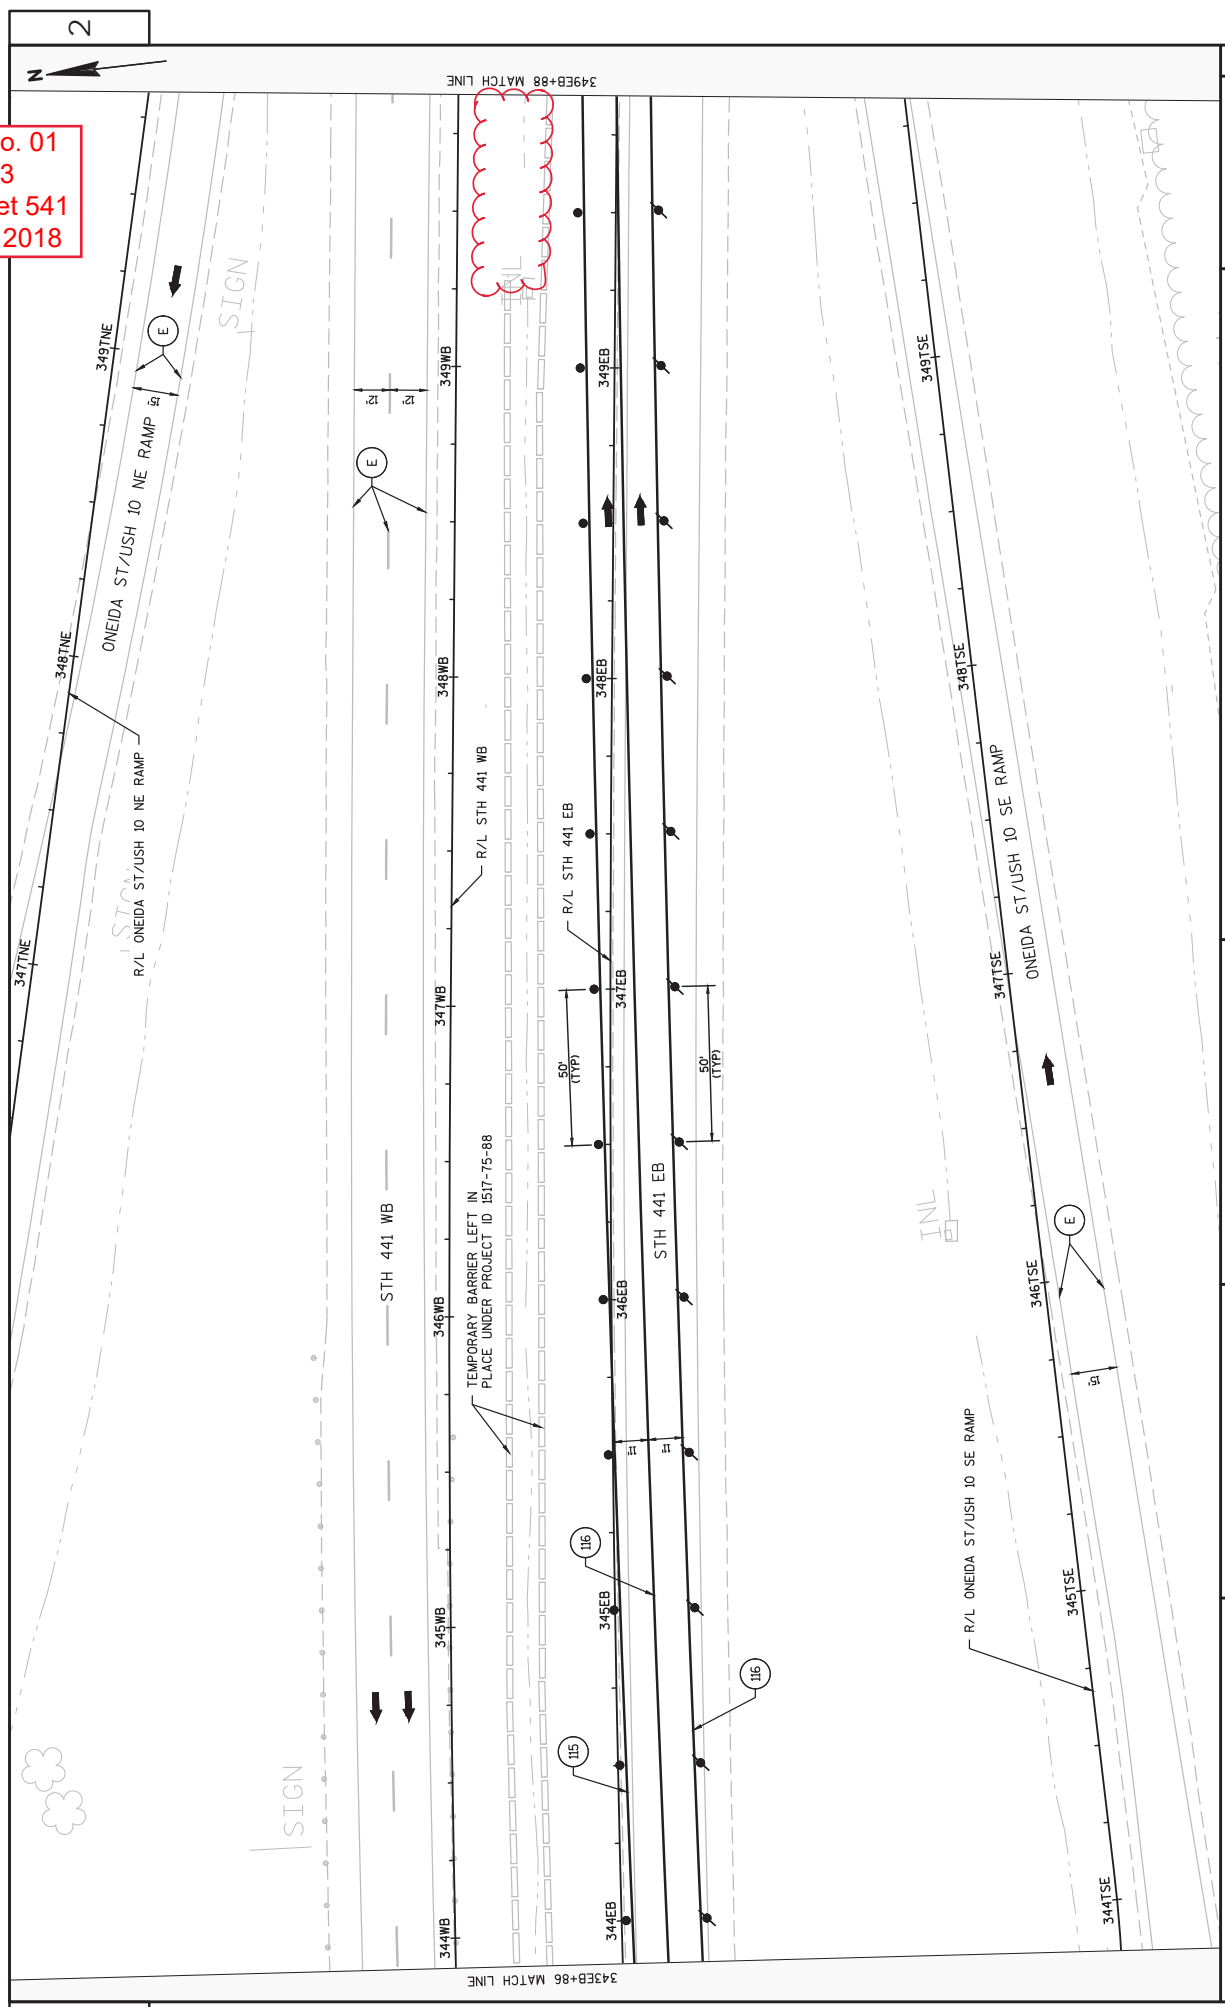 2
N
349EB+88 MATCH LINE
o. 01
3
et 541
2018
SIGN
349TNE
E
15'
ONEIDA ST/USH 10 NE RAMP
348TNE
R/L ONEIDA ST/USH 10 NE RAMP
SIGN
347TNE
12'
12'
E
349WB
348WB
R/L STH 441 WB
347WB
STH 441 WB
346WB
345WB
344WB
SIGN
INL
TEMPORARY BARRIER LEFT IN
PLACE UNDER PROJECT ID 1517-75-88
349EB
348EB
R/L STH 441 EB
347EB
50'
(TYP)
50'
(TYP)
STH 441 EB
346EB
11'
11'
116
345EB
116
115
344EB
349TSE
348TSE
ONEIDA ST/USH 10 SE RAMP
347TSE
INL
E
346TSE
15'
R/L ONEIDA ST/USH 10 SE RAMP
345TSE
344TSE
343EB+86 MATCH LINE